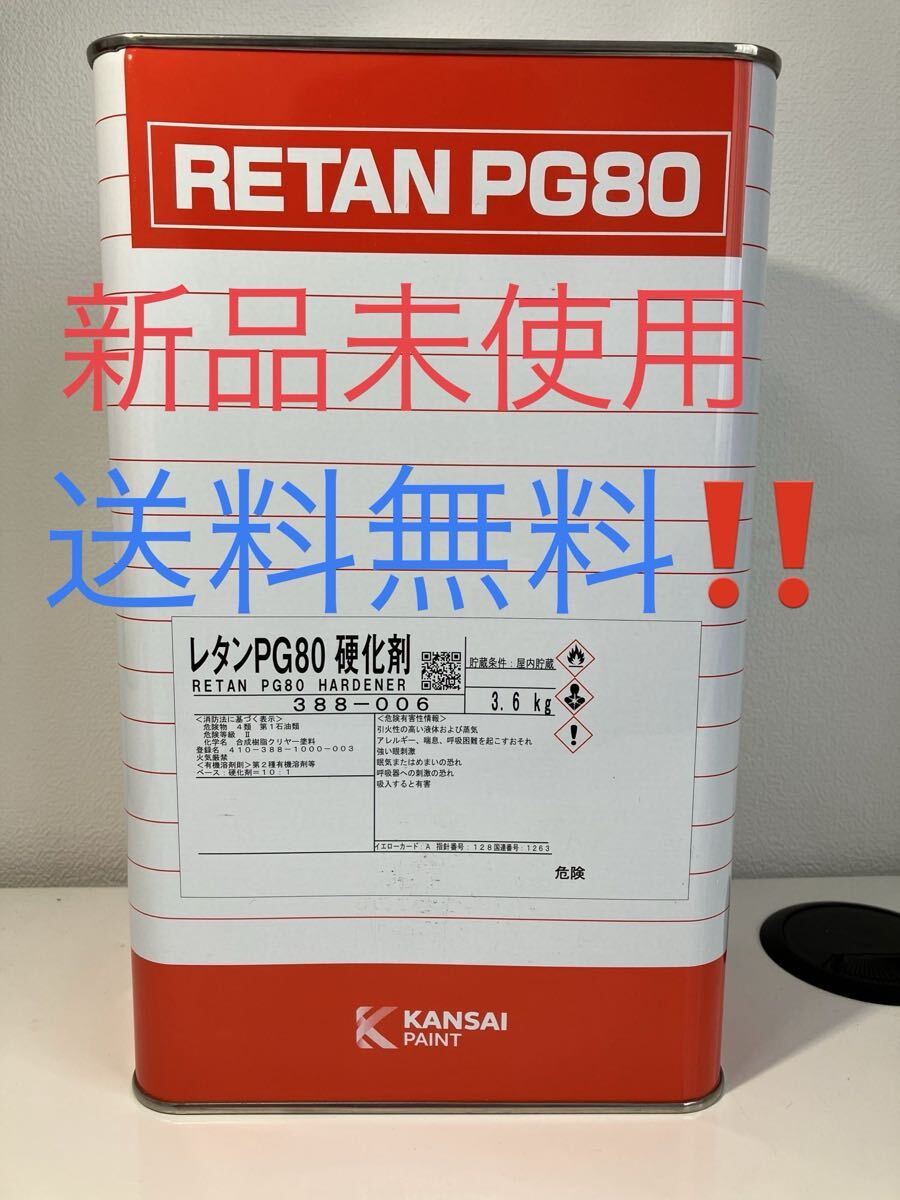 RETAN PG80
新品未使用
送料無料‼️
レタンPG80 硬化剤
RETAN PG80 HARDENER
貯蔵条件：屋内貯蔵
388-006
3.6 kg
＜消防法に基づく表示＞
危険物 4類 第1石油類
危険等級 Ⅱ
化学名 合成樹脂クリヤー塗料
登録名 410-388-1000-003
火気厳禁
＜有機溶剤則＞第2種有機溶剤等
ベース：硬化剤＝10：1
＜危険有害性情報＞
引火性の高い液体および蒸気
アレルギー、喘息、呼吸困難を起こすおそれ
強い眼刺激
眠気またはめまいの恐れ
呼吸器への刺激の恐れ
吸入すると有害
イエローカード：A 指針番号：128国連番号：1263
危険
KANSAI
PAINT